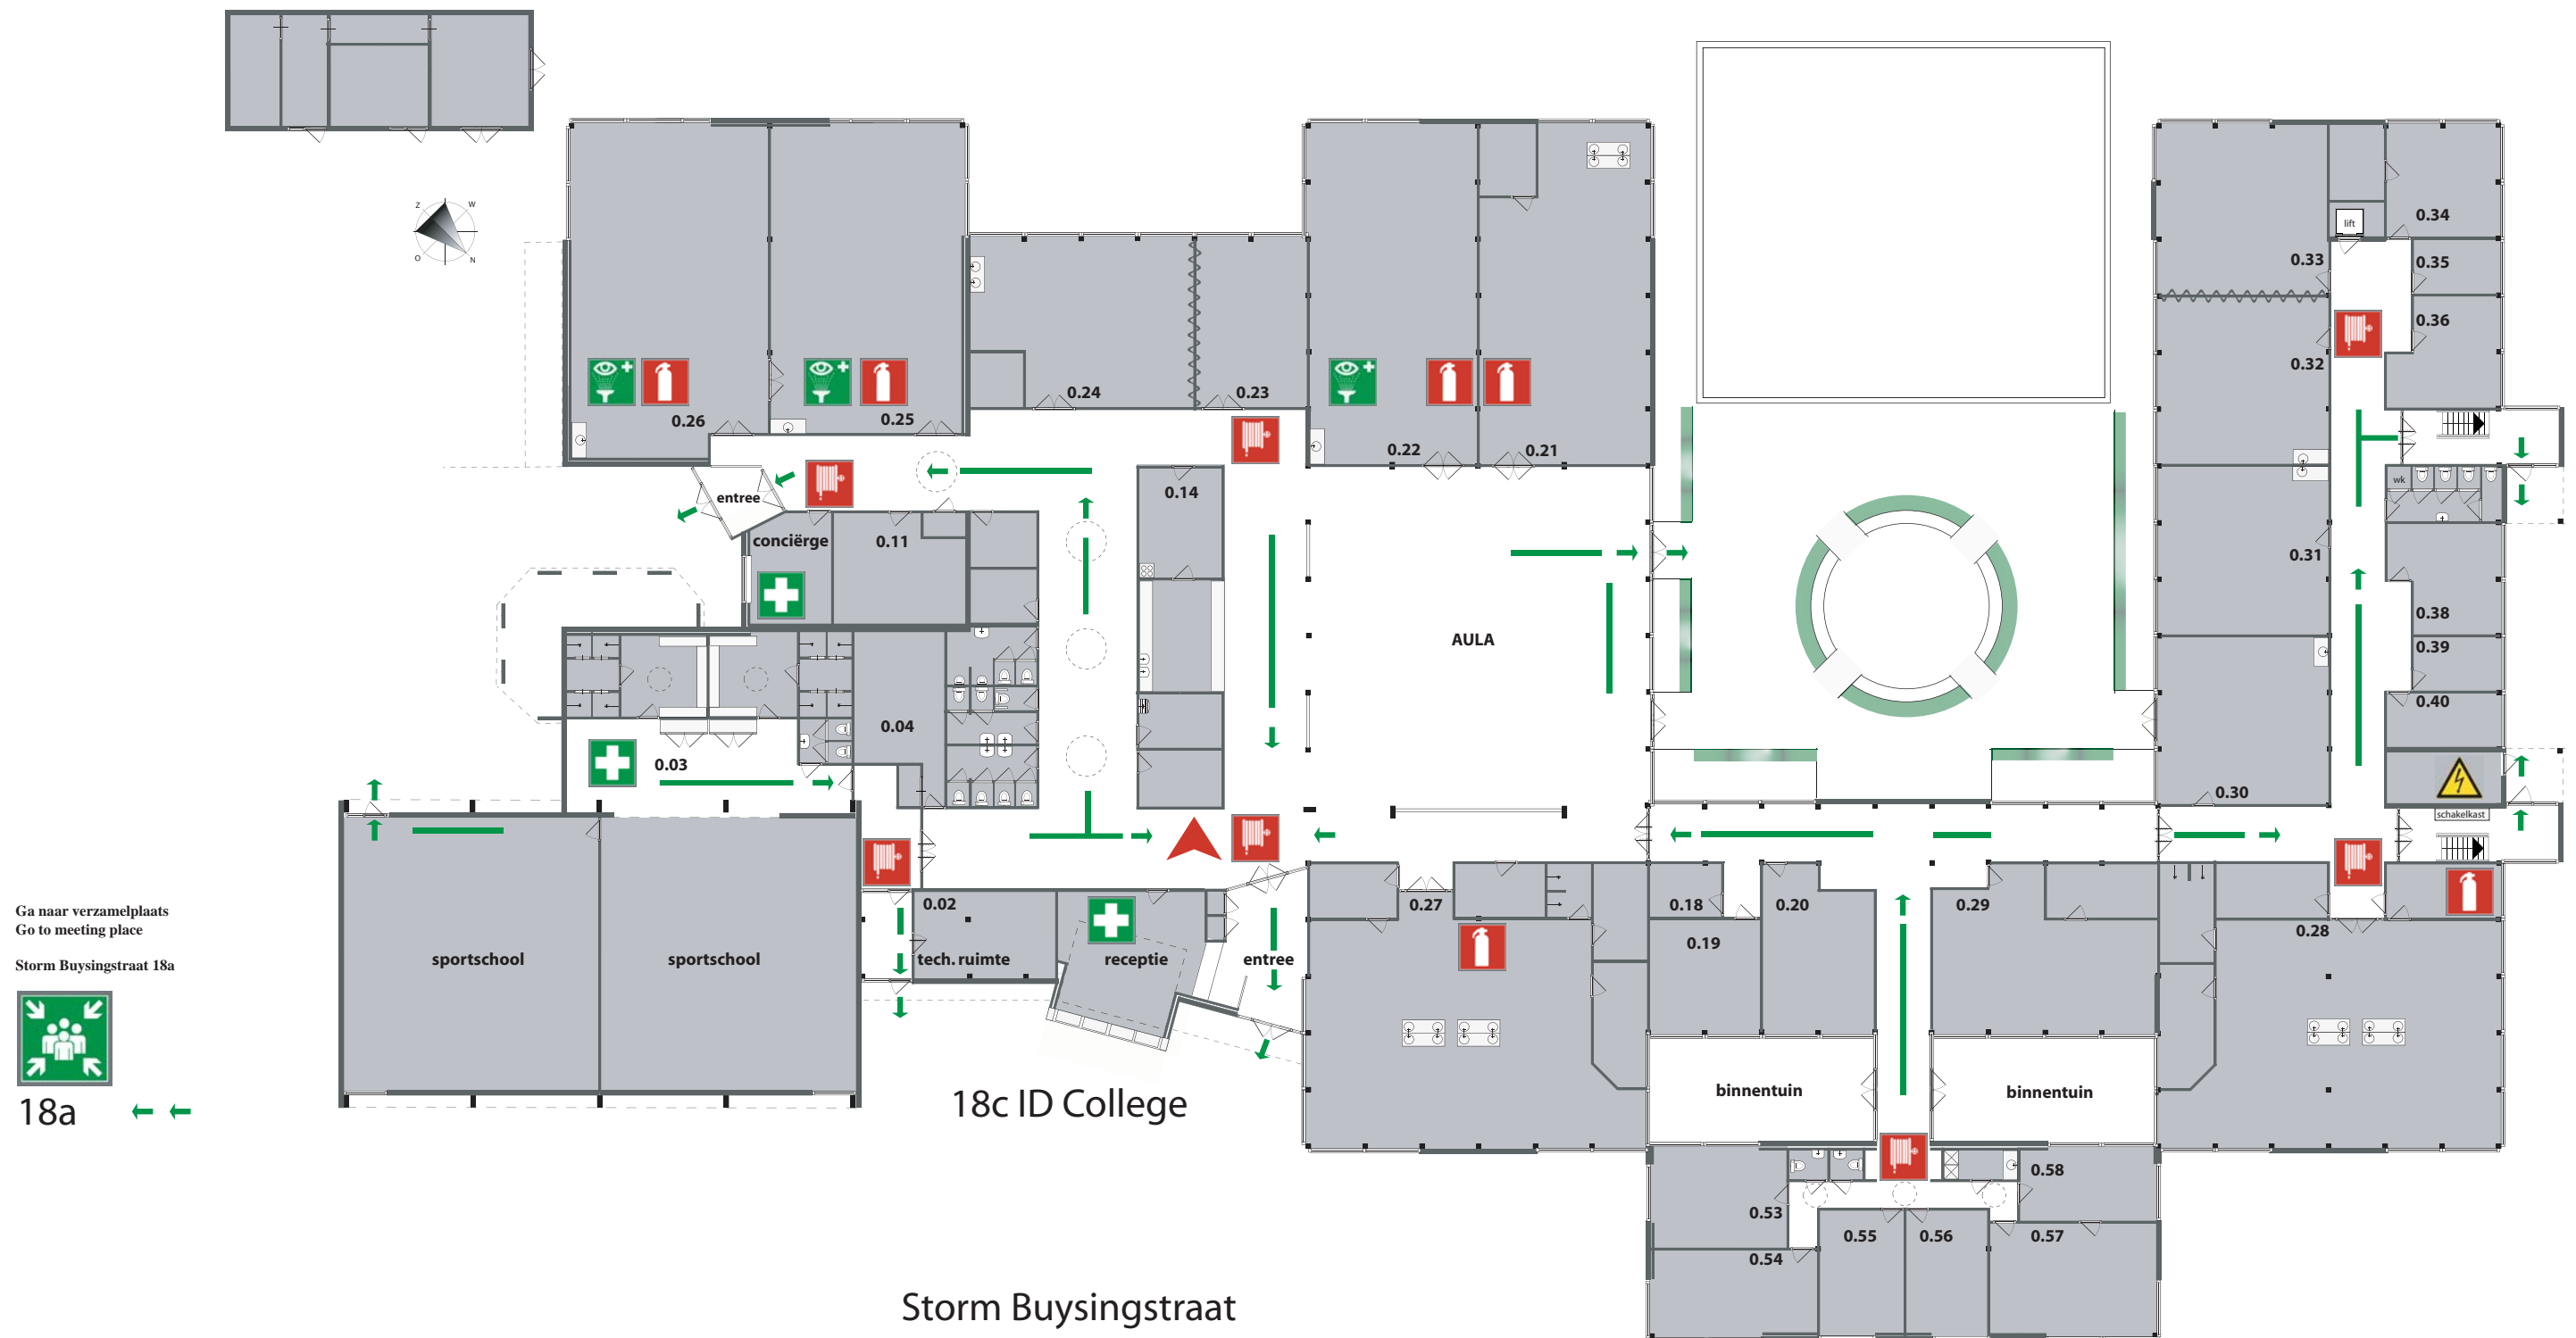 Z
W
O
N
lift
0.34
0.33
0.35
0.36
0.32
0.24
0.23
0.26
0.25
0.22
0.21
wk
entree
0.14
conciërge
0.11
0.31
0.38
AULA
0.39
0.40
0.04
0.03
0.30
schakelkast
0.02
0.27
0.18
0.20
0.29
0.28
0.19
Ga naar verzamelplaats
Go to meeting place
Storm Buysingstraat 18a
sportschool
sportschool
tech. ruimte
receptie
entree
18a
18c ID College
binnentuin
binnentuin
0.58
0.53
0.55
0.56
0.57
0.54
Storm Buysingstraat